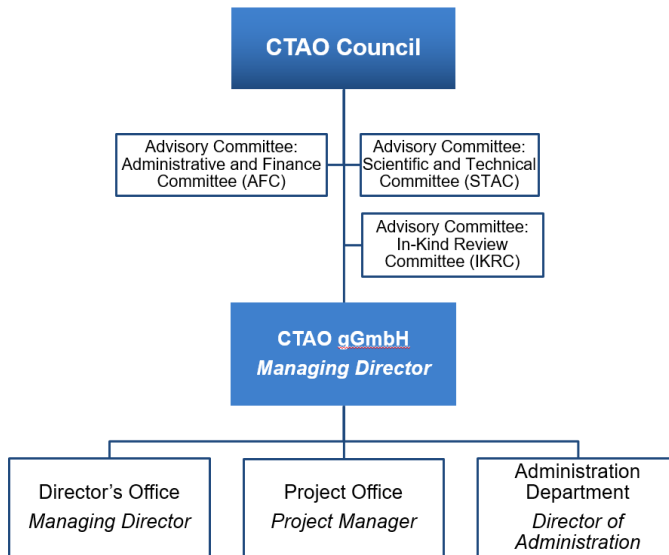 CTAO Council
Advisory Committee:
Administrative and Finance
Committee (AFC)
Advisory Committee:
Scientific and Technical
Committee (STAC)
Advisory Committee:
In-Kind Review
Committee (IKRC)
CTAO gGmbH
Managing Director
Director's Office
Managing Director
Project Office
Project Manager
Administration
Department
Director of
Administration